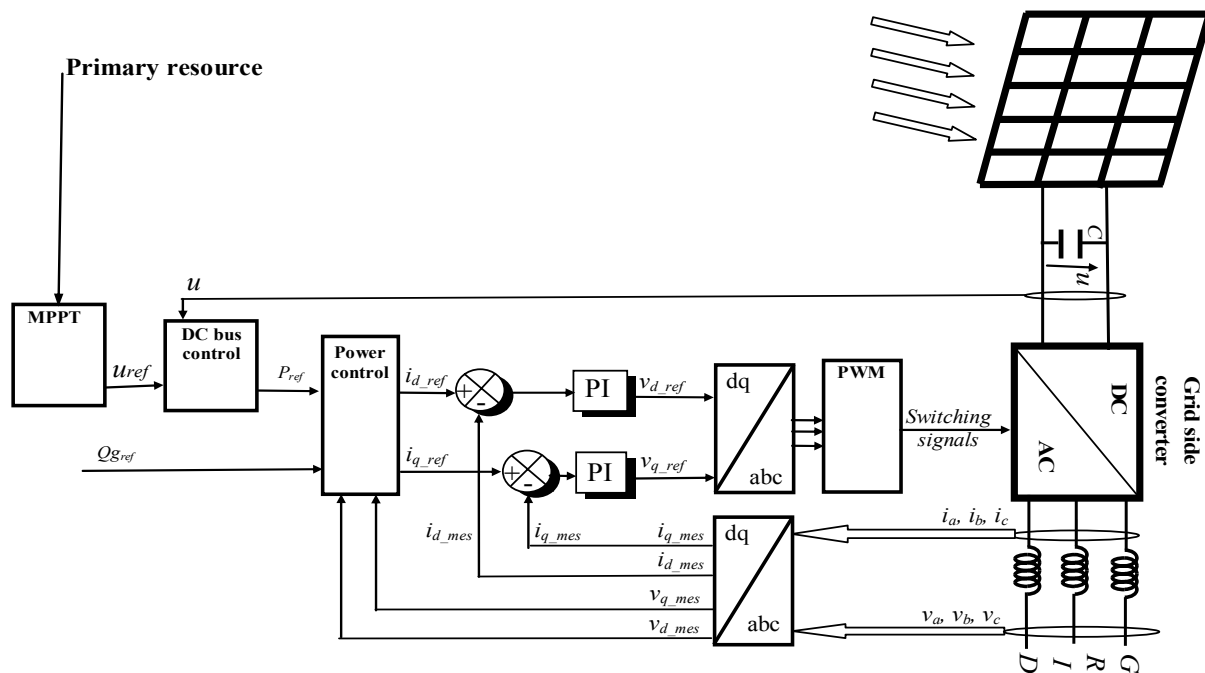 Primary resource
C
u
u
MPPT
DC bus
control
uref
Pref
Power
control
Qgref
id_ref
+
-
PI
vd_ref
iq_ref
+
-
PI
vq_ref
dq
abc
PWM
Switching
signals
DC
AC
Grid side
converter
id_mes
iq_mes
iq_mes
id_mes
vq_mes
vd_mes
dq
abc
ia, ib, ic
va, vb, vc
G R I D